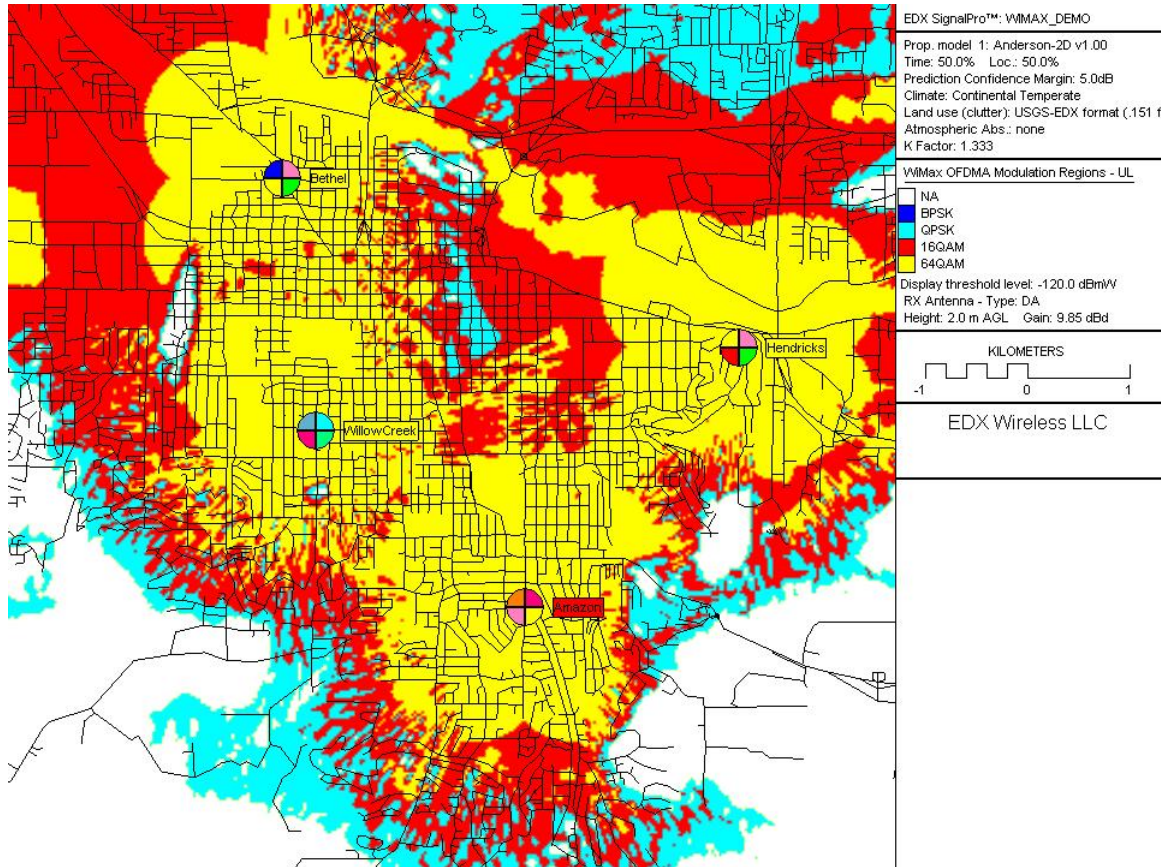 EDX SignalPro™: WIMAX_DEMO
Prop. model 1: Anderson-2D v1.00
Time: 50.0% Loc.: 50.0%
Prediction Confidence Margin: 5.0dB
Climate: Continental Temperate
Land use (clutter): USGS-EDX format (.151 f
Atmospheric Abs.: none
K Factor: 1.333
WiMax OFDMA Modulation Regions - UL
NA
BPSK
QPSK
16QAM
64QAM
Display threshold level: -120.0 dBmW
RX Antenna - Type: DA
Height: 2.0 m AGL Gain: 9.85 dBd
KILOMETERS
-1 0 1
EDX Wireless LLC
Bethel
Hendricks
WillowCreek
Amazon